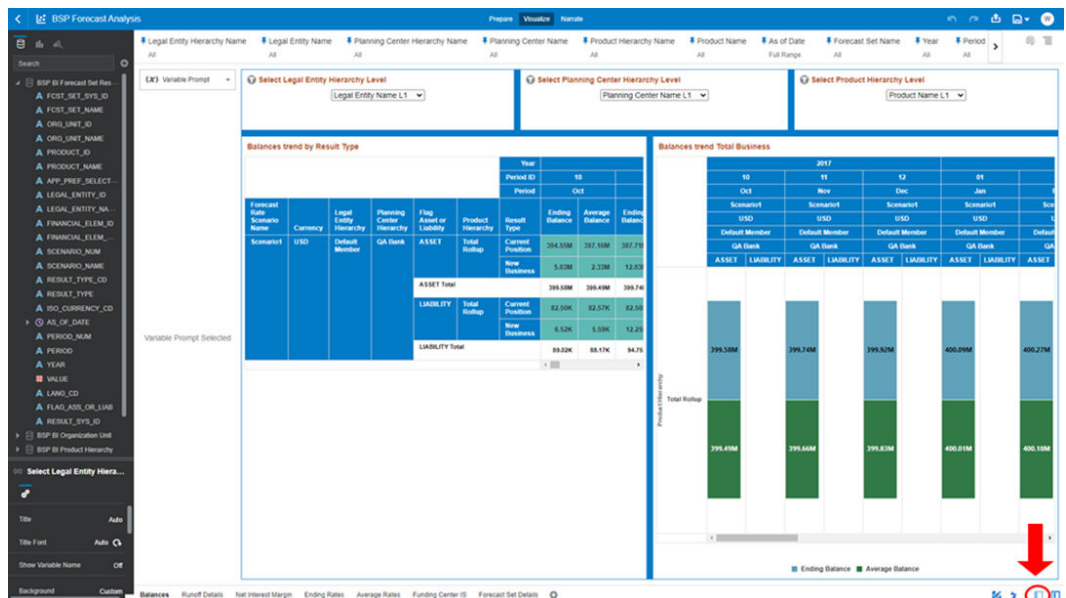 BSP Forecast Analysis
Prepare Visualize Narrate
W
Legal Entity Hierarchy Name
All
Legal Entity Name
All
Planning Center Hierarchy Name
All
Planning Center Name
All
Product Hierarchy Name
All
Product Name
All
As of Date
Full Range
Forecast Set Name
All
Year
All
Period
All
Search
BSP BI Forecast Set Res...
FCST_SET_SYS_ID
FCST_SET_NAME
ORG_UNIT_ID
ORG_UNIT_NAME
PRODUCT_ID
PRODUCT_NAME
APP_PREF_SELECT...
LEGAL_ENTITY_ID
LEGAL_ENTITY_NA...
FINANCIAL_ELEM_ID
FINANCIAL_ELEM_...
SCENARIO_NUM
SCENARIO_NAME
RESULT_TYPE_CD
RESULT_TYPE
ISO_CURRENCY_CD
AS_OF_DATE
PERIOD_NUM
PERIOD
YEAR
VALUE
LANG_CD
FLAG_ASS_OR_LIAB
RESULT_SYS_ID
BSP BI Organization Unit
BSP BI Product Hierarchy
(x) Select Legal Entity Hiera...
Title Auto
Title Font Auto
Show Variable Name Off
Background Custom
(X) Variable Prompt
Variable Prompt Selected
Select Legal Entity Hierarchy Level
Legal Entity Name L1
Select Planning Center Hierarchy Level
Planning Center Name L1
Select Product Hierarchy Level
Product Name L1
Balances trend by Result Type
Year
Period ID 10
Period Oct
Forecast Rate Scenario Name Currency Legal Entity Hierarchy Planning Center Hierarchy Flag Asset or Liability Product Hierarchy Result Type Ending Balance Average Balance Ending Balanc
Scenario1 USD Default Member QA Bank ASSET Total Rollup Current Position 394.55M 397.16M 387.71
New Business 5.03M 2.33M 12.03
ASSET Total 399.58M 399.49M 399.74
LIABILITY Total Rollup Current Position 82.50K 82.57K 82.50
New Business 6.52K 5.59K 12.25
LIABILITY Total 89.02K 88.17K 94.75
Balances trend Total Business
2017
10 11 12 01
Oct Nov Dec Jan
Scenario1 Scenario1 Scenario1 Scenario1 Sce
USD USD USD USD
Default Member Default Member Default Member Default Member Defaul
QA Bank QA Bank QA Bank QA Bank QA
ASSET LIABILITY ASSET LIABILITY ASSET LIABILITY ASSET LIABILITY ASSET
Product Hierarchy
Total Rollup
399.58M 399.74M 399.92M 400.09M 400.27M
399.49M 399.66M 399.83M 400.01M 400.18M
Ending Balance Average Balance
Balances Runoff Details Net Interest Margin Ending Rates Average Rates Funding Center IS Forecast Set Details